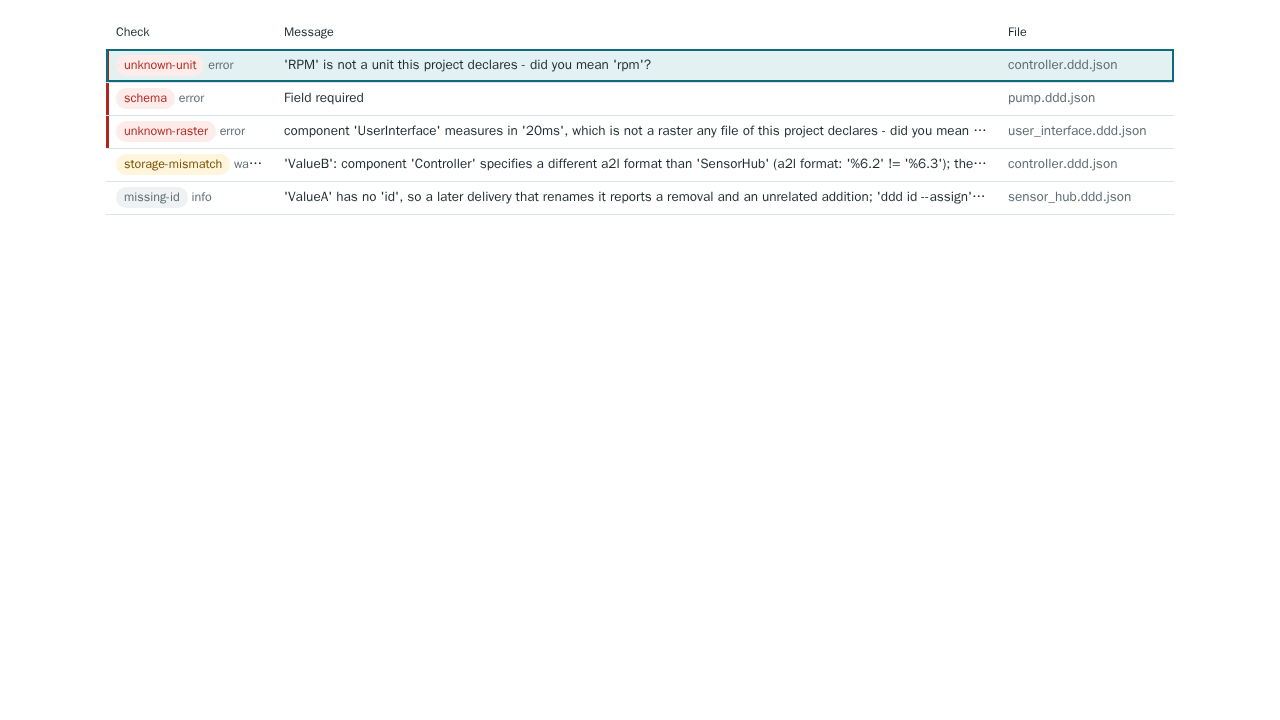 Check Message File
unknown-unit error 'RPM' is not a unit this project declares - did you mean 'rpm'? controller.ddd.json
schema error Field required pump.ddd.json
unknown-raster error component 'UserInterface' measures in '20ms', which is not a raster any file of this project declares - did you mean ··· user_interface.ddd.json
storage-mismatch wa··· 'ValueB': component 'Controller' specifies a different a2l format than 'SensorHub' (a2l format: '%6.2' != '%6.3'); the··· controller.ddd.json
missing-id info 'ValueA' has no 'id', so a later delivery that renames it reports a removal and an unrelated addition; 'ddd id --assign'··· sensor_hub.ddd.json